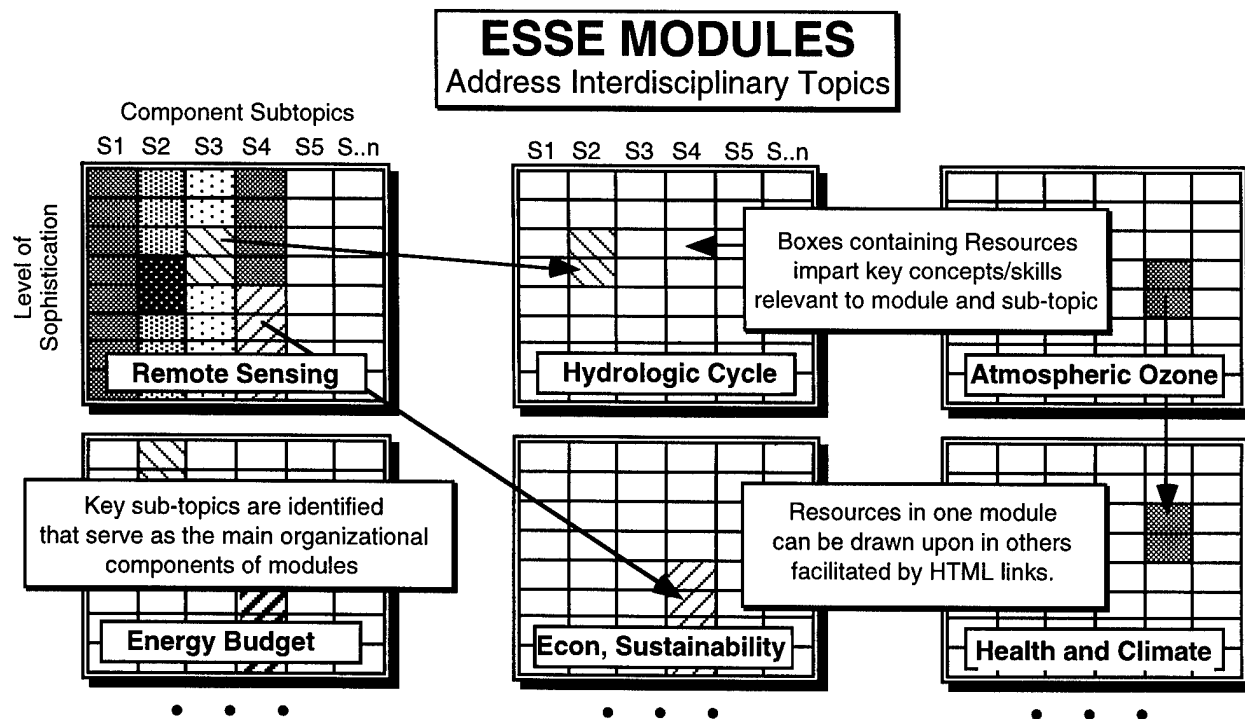 ESSE MODULES
Address Interdisciplinary Topics
Component Subtopics
S1 S2 S3 S4 S5 S..n
Level of
Sophistication
Remote Sensing
S1 S2 S3 S4 S5 S..n
Hydrologic Cycle
Boxes containing Resources
impart key concepts/skills
relevant to module and sub-topic
Atmospheric Ozone
Key sub-topics are identified
that serve as the main organizational
components of modules
Energy Budget
Econ, Sustainability
Resources in one module
can be drawn upon in others
facilitated by HTML links.
Health and Climate